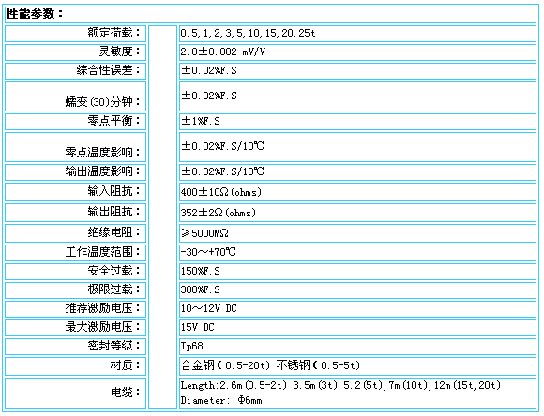 性能参数：
额定荷载： 0.5,1,2,3,5,10,15,20.25t
灵敏度： 2.0±0.002 mV/V
综合性误差： ±0.02%F.S
蠕变(30)分钟： ±0.02%F.S
零点平衡： ±1%F.S
零点温度影响： ±0.02%F.S/10℃
输出温度影响： ±0.02%F.S/10℃
输入阻抗： 400±10Ω(ohms)
输出阻抗： 352±2Ω(ohms)
绝缘电阻： ≥5000MΩ
工作温度范围： -30～+70℃
安全过载： 150%F.S
极限过载： 300%F.S
推荐激励电压： 10～12V DC
最大激励电压： 15V DC
密封等级： Ip68
材质： 合金钢(0.5-20t) 不锈钢(0.5-5t)
电缆： Length:2.6m(0.5-2t) 3.5m(3t) 5.2(5t),7m(10t),12m(15t,20t)
Diameter: Φ6mm